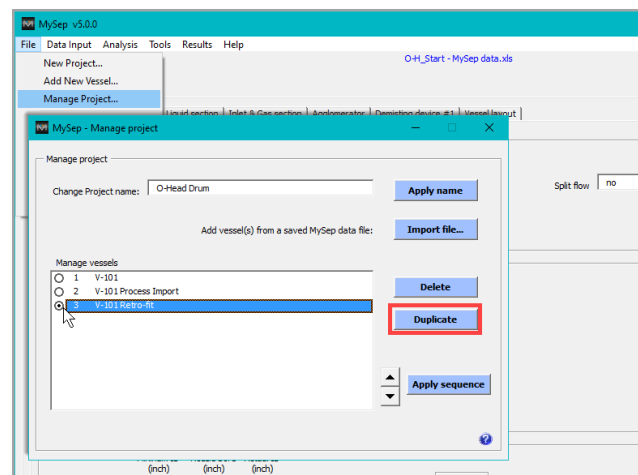 MySep v5.0.0
File Data Input Analysis Tools Results Help
O-H_Start - MySep data.xls
New Project...
Add New Vessel...
Manage Project...
Liquid section Inlet & Gas section Agglomerator Demisting device #1 Vessel layout
MySep - Manage project
Manage project
Change Project name: O-Head Drum Apply name
Split flow no
Add vessel(s) from a saved MySep data file: Import file...
Manage vessels
1 V-101
2 V-101 Process Import
3 V-101 Retro-fit
Delete
Duplicate
Apply sequence
(inch) (inch) (inch)